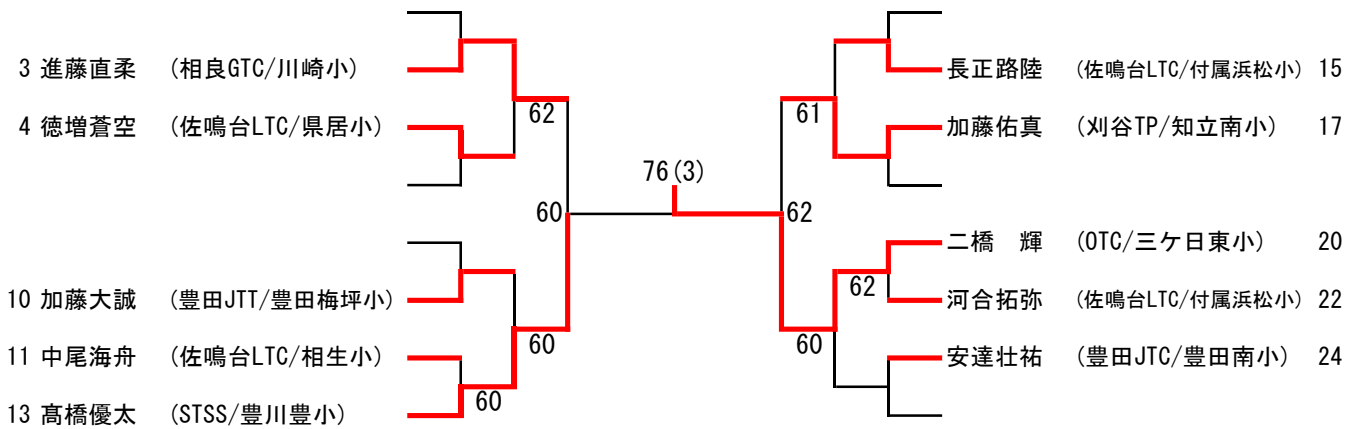 3 進藤直柔 (相良GTC/川崎小)
4 徳増蒼空 (佐鳴台LTC/県居小)
62
60
10 加藤大誠 (豊田JTT/豊田梅坪小)
11 中尾海舟 (佐鳴台LTC/相生小)
60
13 髙橋優太 (STSS/豊川豊小)
60
76(3)
長正路陸 (佐鳴台LTC/付属浜松小) 15
61
加藤佑真 (刈谷TP/知立南小) 17
62
二橋 輝 (OTC/三ケ日東小) 20
62
河合拓弥 (佐鳴台LTC/付属浜松小) 22
60
安達壮祐 (豊田JTC/豊田南小) 24